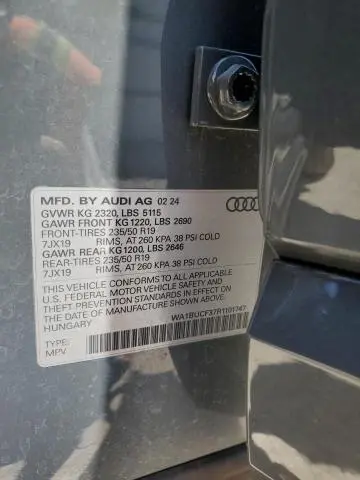 MFD. BY AUDI AG 02 24
GVWR KG 2320, LBS 5115
GAWR FRONT KG 1220, LBS 2690
FRONT-TIRES 235/50 R19
7JX19 RIMS, AT 260 KPA 38 PSI COLD
GAWR REAR KG 1200, LBS 2646
REAR-TIRES 235/50 R19
7JX19 RIMS, AT 260 KPA 38 PSI COLD
THIS VEHICLE CONFORMS TO ALL APPLICABLE
FEDERAL MOTOR VEHICLE SAFETY AND
THEFT PREVENTION STANDARDS IN EFFECT ON
THE DATE OF MANUFACTURE SHOWN ABOVE.
HUNGARY WA1BUCF37R1101747
TYPE:
MPV